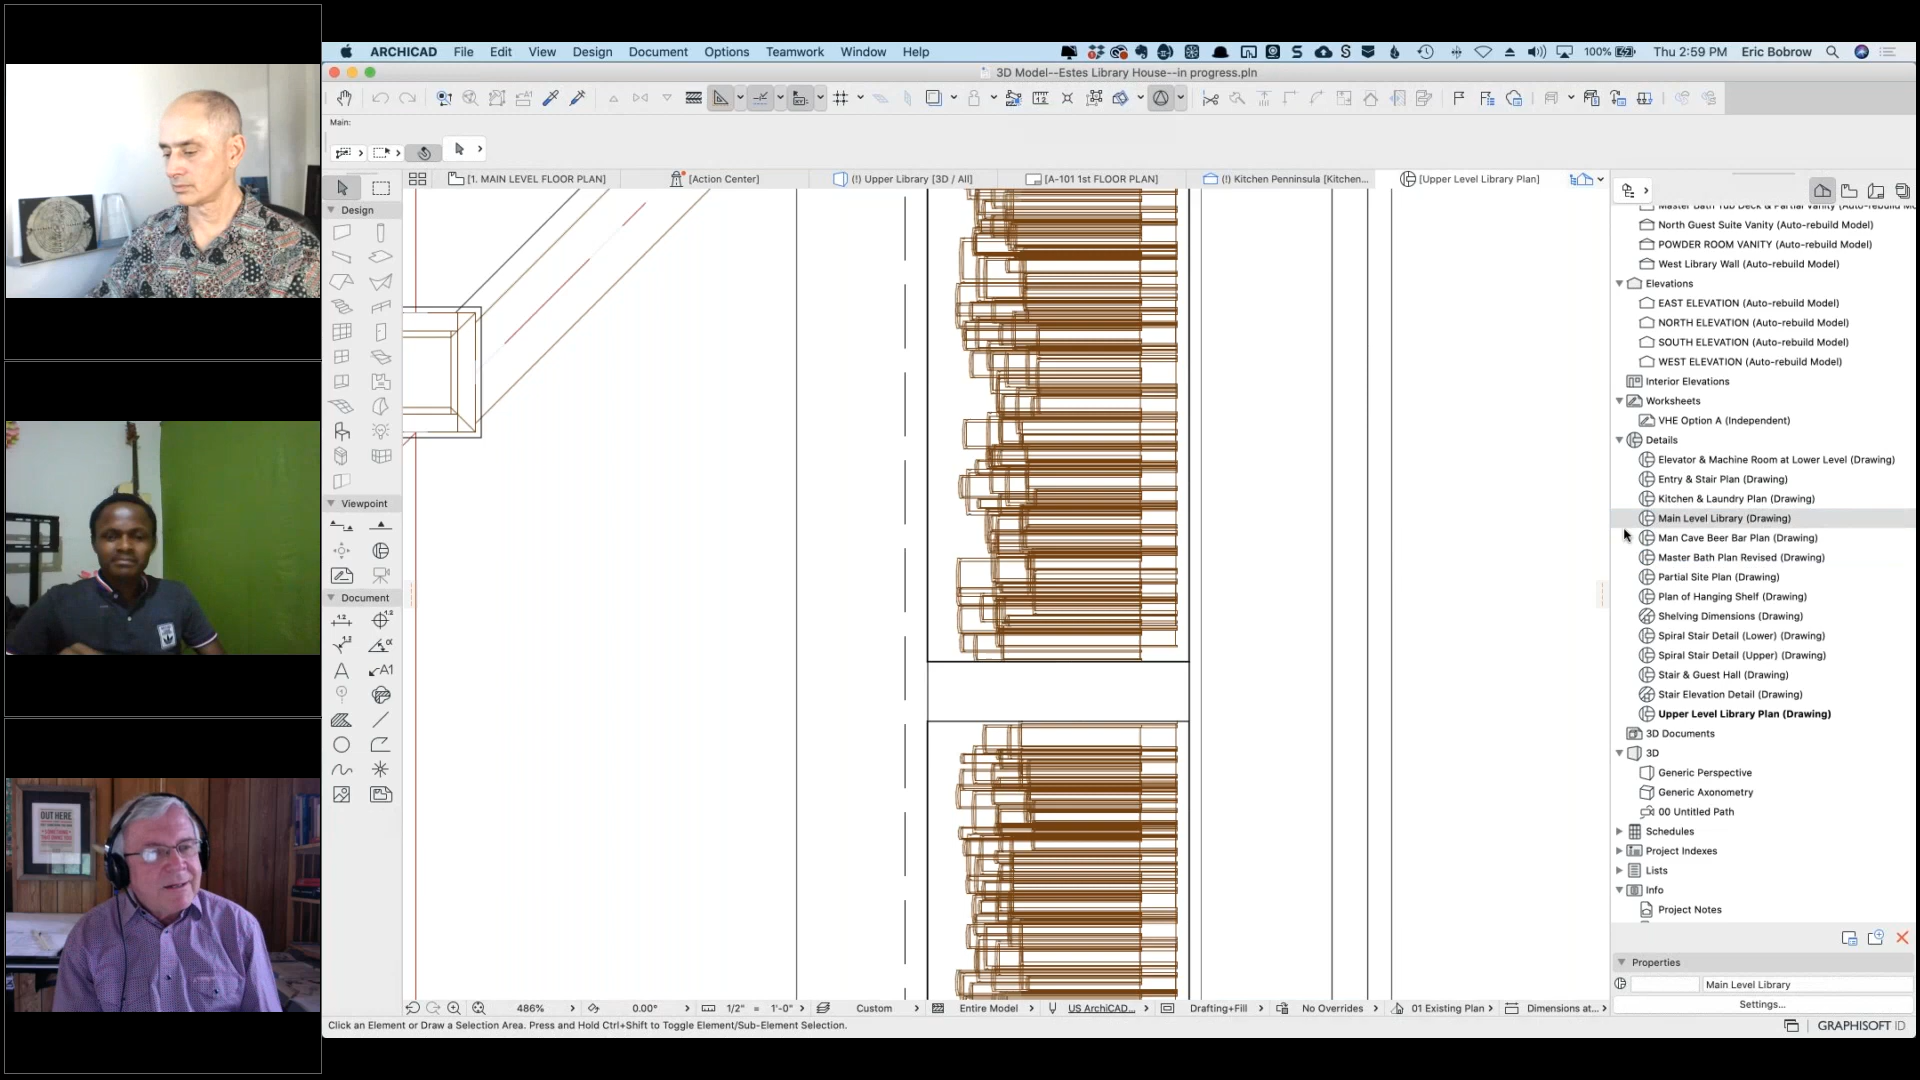 ARCHICAD File Edit View Design Document Options Teamwork Window Help
100% Thu 2:59 PM Eric Bobrow
3D Model--Estes Library House--in progress.pln
Main:
[1. MAIN LEVEL FLOOR PLAN]
[Action Center]
(!) Upper Library [3D / All]
[A-101 1st FLOOR PLAN]
(!) Kitchen Penninsula [Kitchen...
[Upper Level Library Plan]
Design
Viewpoint
Document
Master Bath Tub Deck & Partial Vanity (Auto-rebuild M
North Guest Suite Vanity (Auto-rebuild Model)
POWDER ROOM VANITY (Auto-rebuild Model)
West Library Wall (Auto-rebuild Model)
Elevations
EAST ELEVATION (Auto-rebuild Model)
NORTH ELEVATION (Auto-rebuild Model)
SOUTH ELEVATION (Auto-rebuild Model)
WEST ELEVATION (Auto-rebuild Model)
Interior Elevations
Worksheets
VHE Option A (Independent)
Details
Elevator & Machine Room at Lower Level (Drawing)
Entry & Stair Plan (Drawing)
Kitchen & Laundry Plan (Drawing)
Main Level Library (Drawing)
Man Cave Beer Bar Plan (Drawing)
Master Bath Plan Revised (Drawing)
Partial Site Plan (Drawing)
Plan of Hanging Shelf (Drawing)
Shelving Dimensions (Drawing)
Spiral Stair Detail (Lower) (Drawing)
Spiral Stair Detail (Upper) (Drawing)
Stair & Guest Hall (Drawing)
Stair Elevation Detail (Drawing)
Upper Level Library Plan (Drawing)
3D Documents
3D
Generic Perspective
Generic Axonometry
00 Untitled Path
Schedules
Project Indexes
Lists
Info
Project Notes
Properties
Main Level Library
Settings...
486% 0.00° 1/2" = 1'-0" Custom Entire Model US ArchiCAD... Drafting+Fill No Overrides 01 Existing Plan Dimensions at...
Click an Element or Draw a Selection Area. Press and Hold Ctrl+Shift to Toggle Element/Sub-Element Selection.
GRAPHISOFT ID
OUT HERE